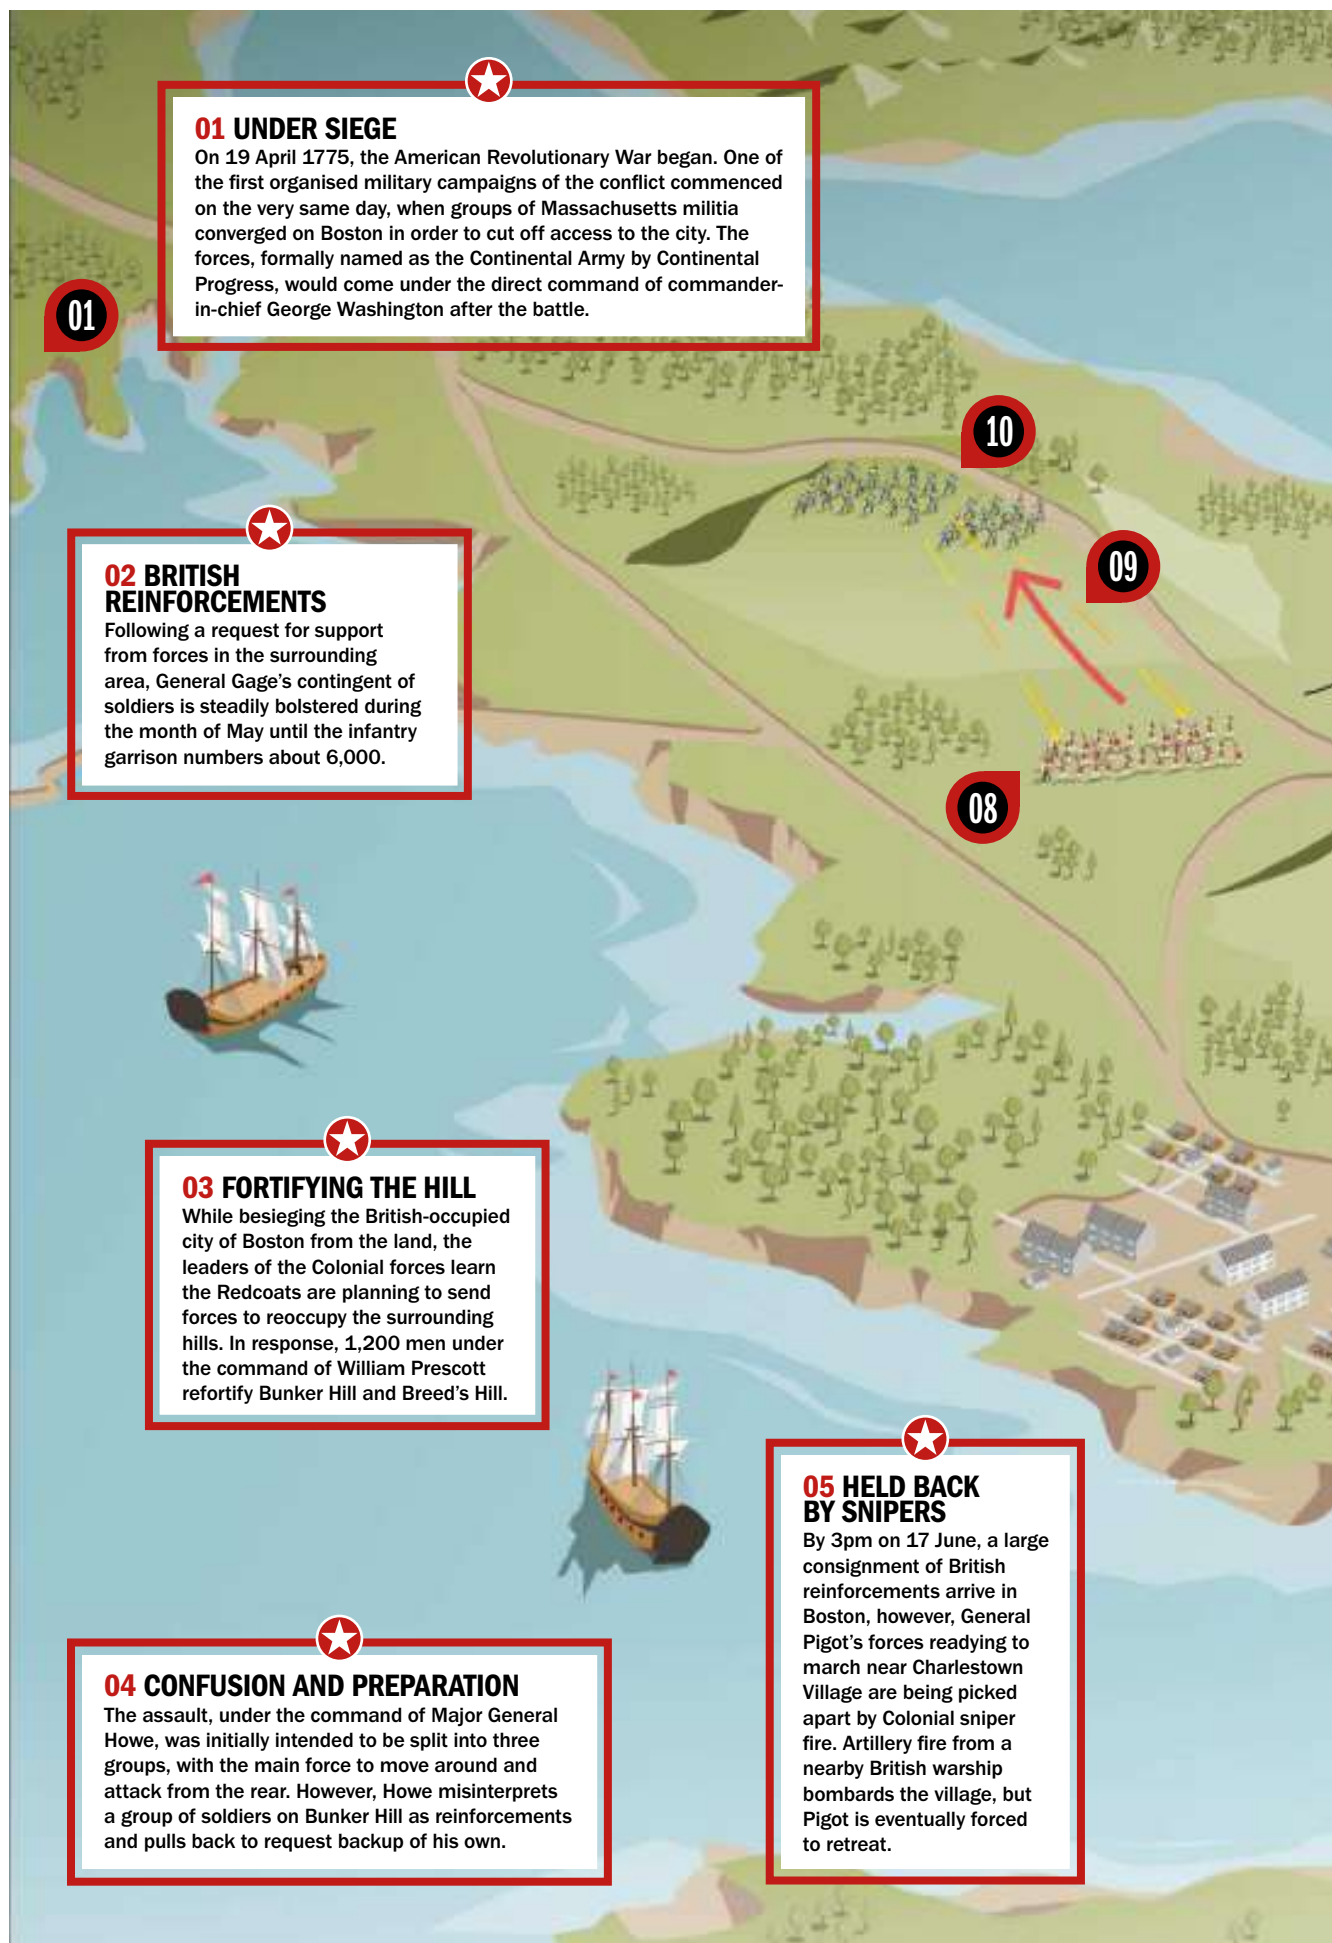 01 UNDER SIEGE
On 19 April 1775, the American Revolutionary War began. One of
the first organised military campaigns of the conflict commenced
on the very same day, when groups of Massachusetts militia
converged on Boston in order to cut off access to the city. The
forces, formally named as the Continental Army by Continental
Progress, would come under the direct command of commander-
in-chief George Washington after the battle.
01
10
09
02 BRITISH
REINFORCEMENTS
Following a request for support
from forces in the surrounding
area, General Gage's contingent of
soldiers is steadily bolstered during
the month of May until the infantry
garrison numbers about 6,000.
08
03 FORTIFYING THE HILL
While besieging the British-occupied
city of Boston from the land, the
leaders of the Colonial forces learn
the Redcoats are planning to send
forces to reoccupy the surrounding
hills. In response, 1,200 men under
the command of William Prescott
refortify Bunker Hill and Breed's Hill.
04 CONFUSION AND PREPARATION
The assault, under the command of Major General
Howe, was initially intended to be split into three
groups, with the main force to move around and
attack from the rear. However, Howe misinterprets
a group of soldiers on Bunker Hill as reinforcements
and pulls back to request backup of his own.
05 HELD BACK
BY SNIPERS
By 3pm on 17 June, a large
consignment of British
reinforcements arrive in
Boston, however, General
Pigot's forces readying to
march near Charlestown
Village are being picked
apart by Colonial sniper
fire. Artillery fire from a
nearby British warship
bombards the village, but
Pigot is eventually forced
to retreat.